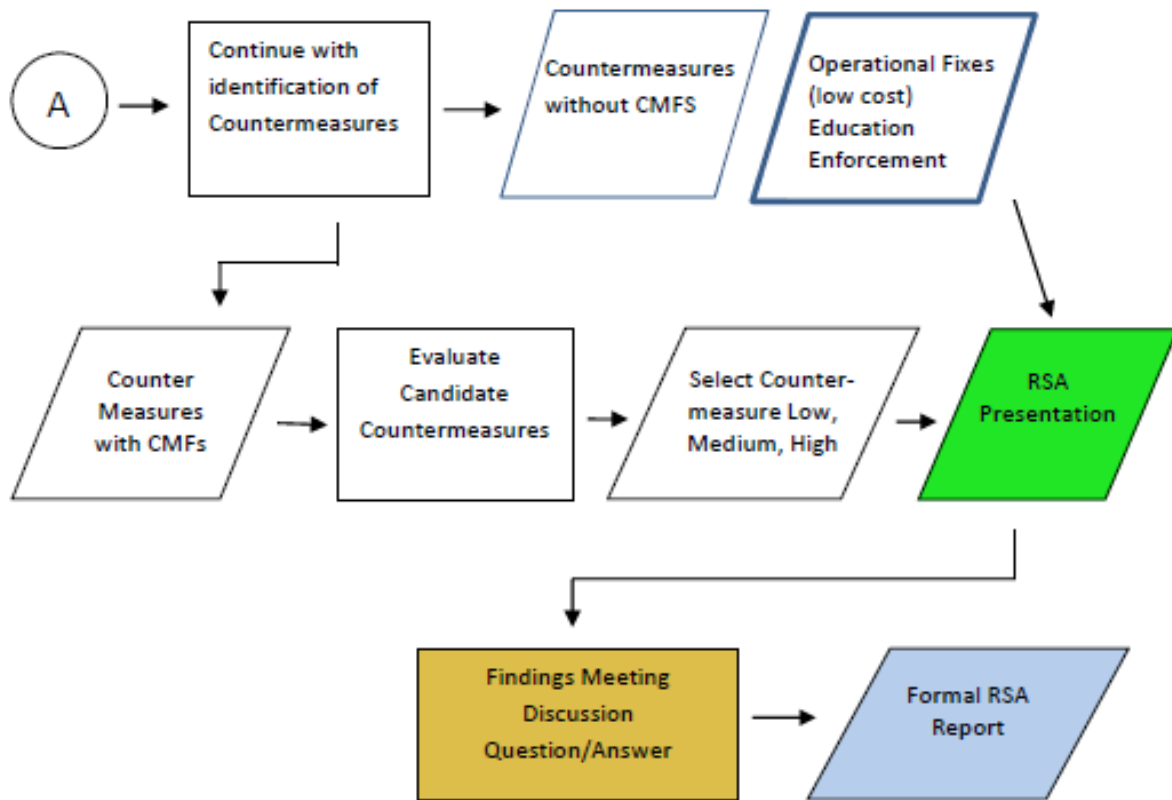 A
Continue with
identification of
Countermeasures
Countermeasures
without CMFS
Operational Fixes
(low cost)
Education
Enforcement
Counter
Measures
with CMFs
Evaluate
Candidate
Countermeasures
Select Counter-
measure Low,
Medium, High
RSA
Presentation
Findings Meeting
Discussion
Question/Answer
Formal RSA
Report